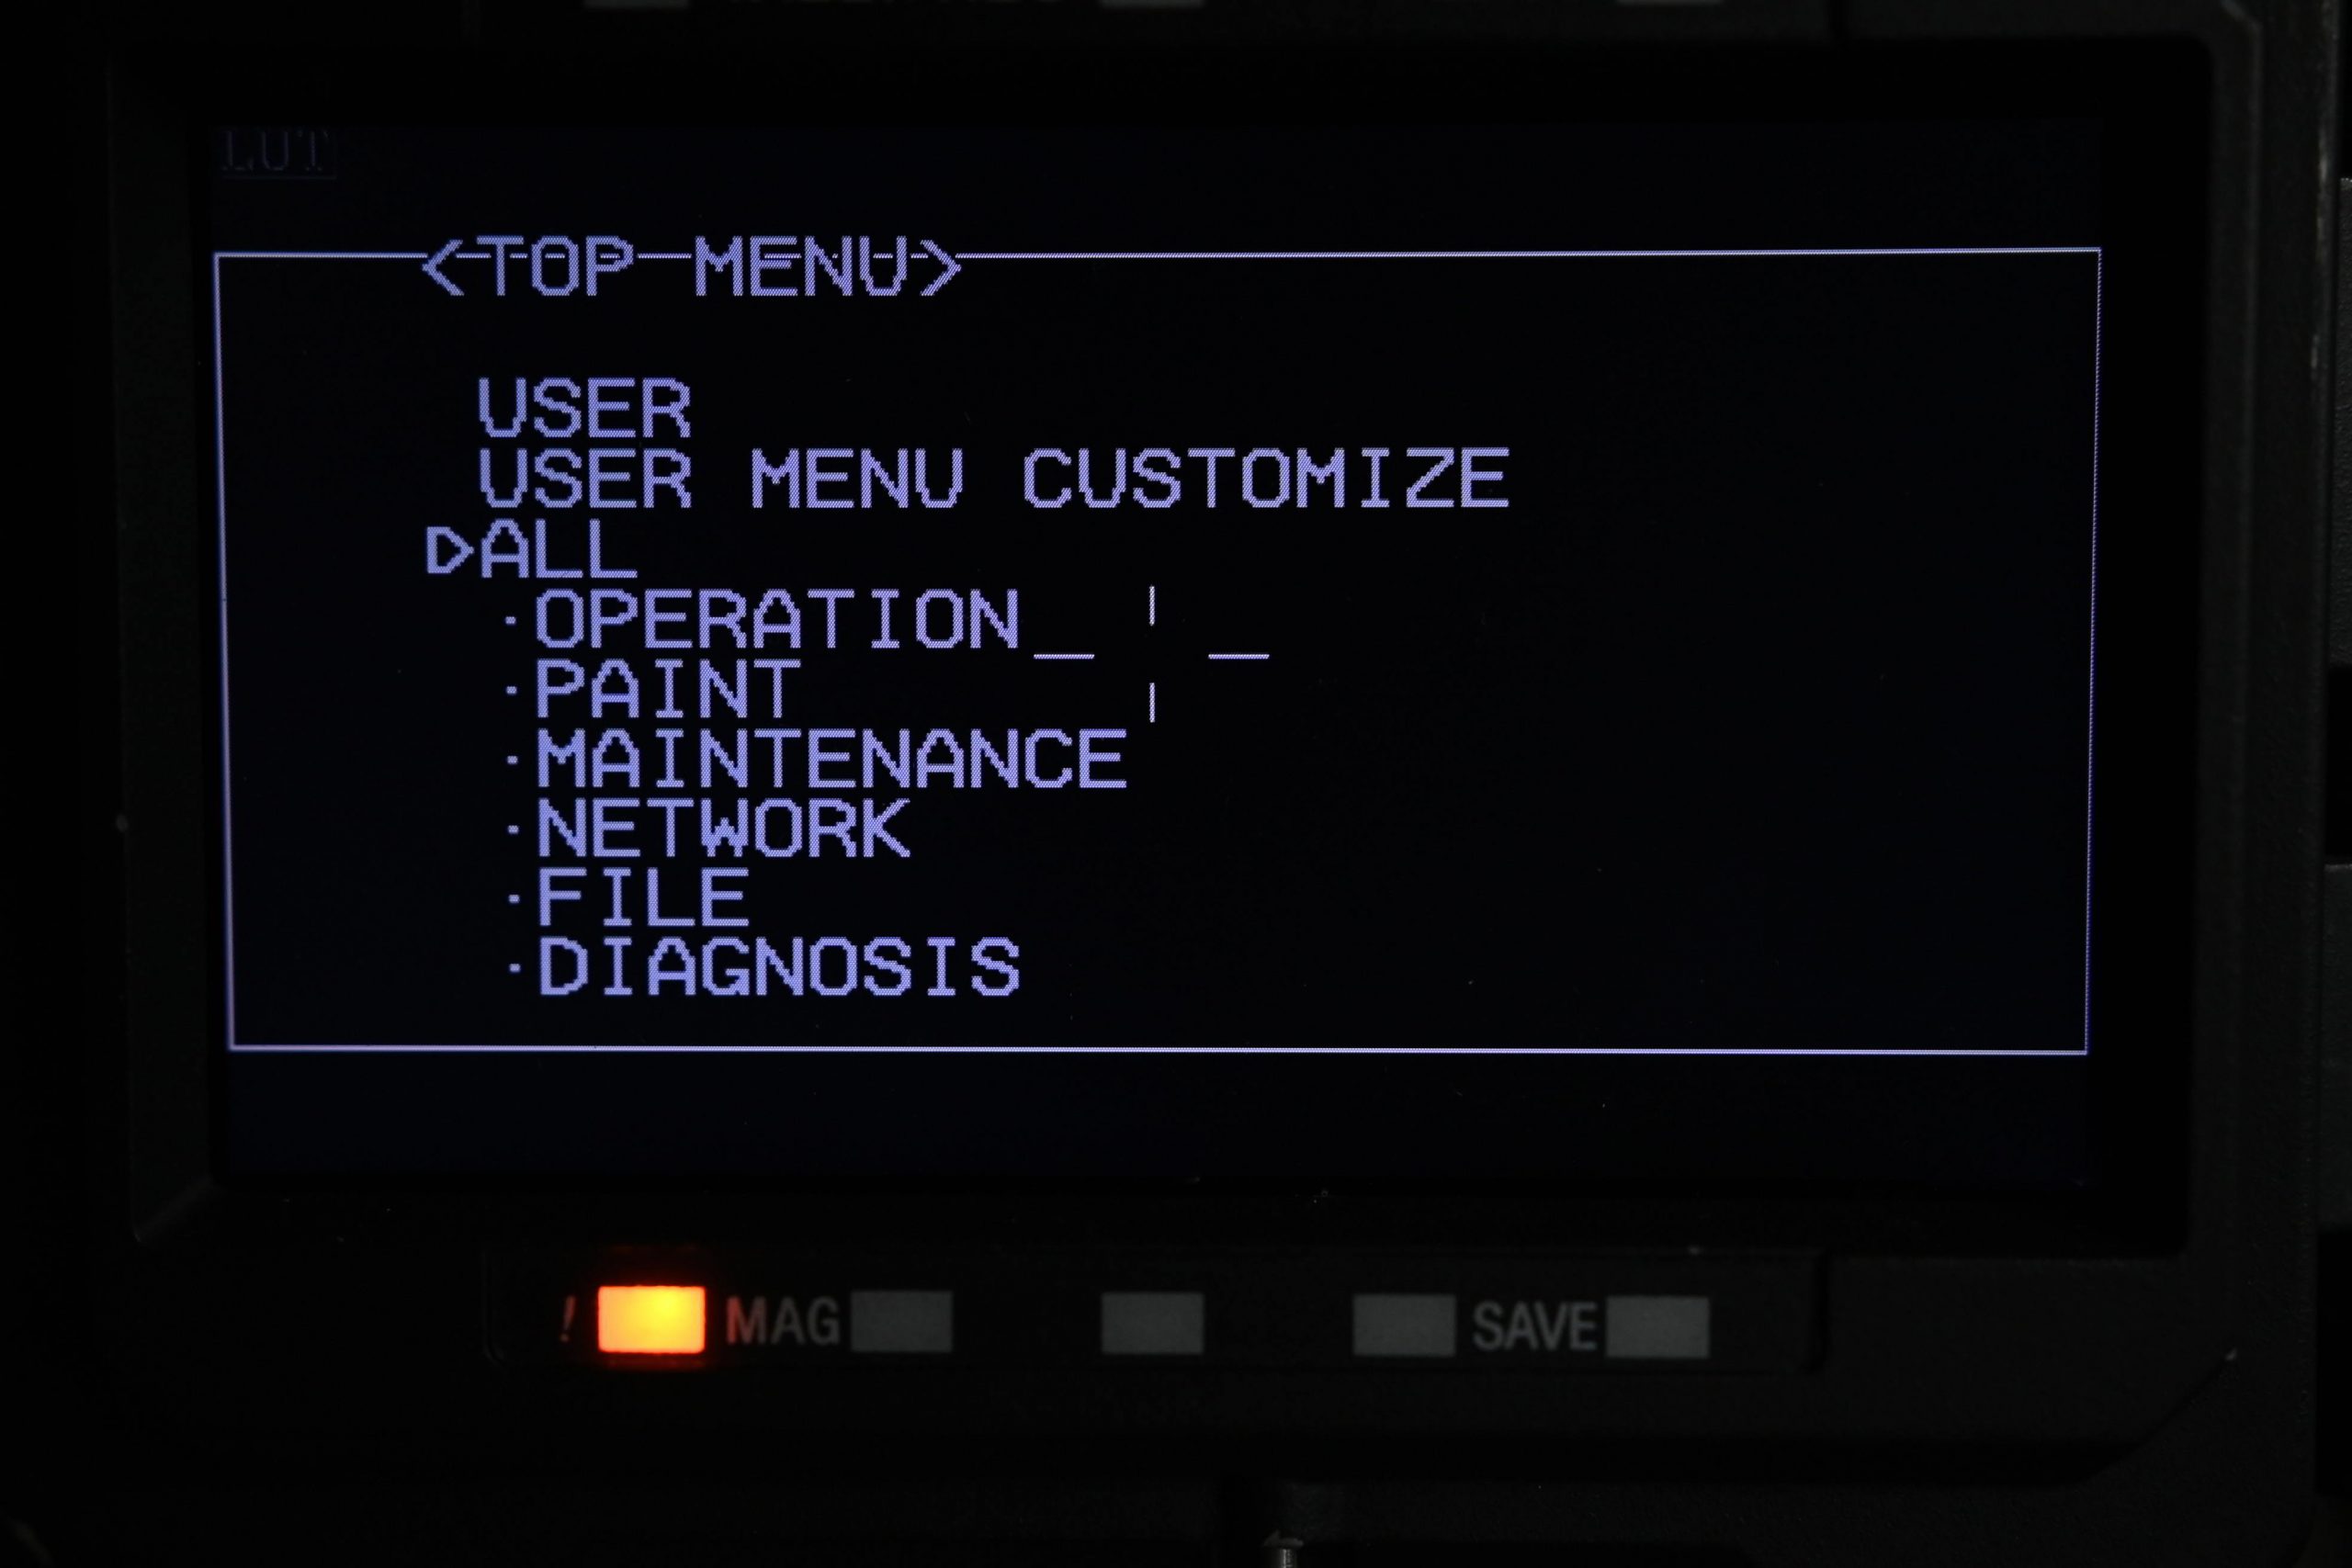 LUT
<TOP MENU>
USER
USER MENU CUSTOMIZE
ALL
·OPERATION
·PAINT
·MAINTENANCE
·NETWORK
·FILE
·DIAGNOSIS
! MAG SAVE